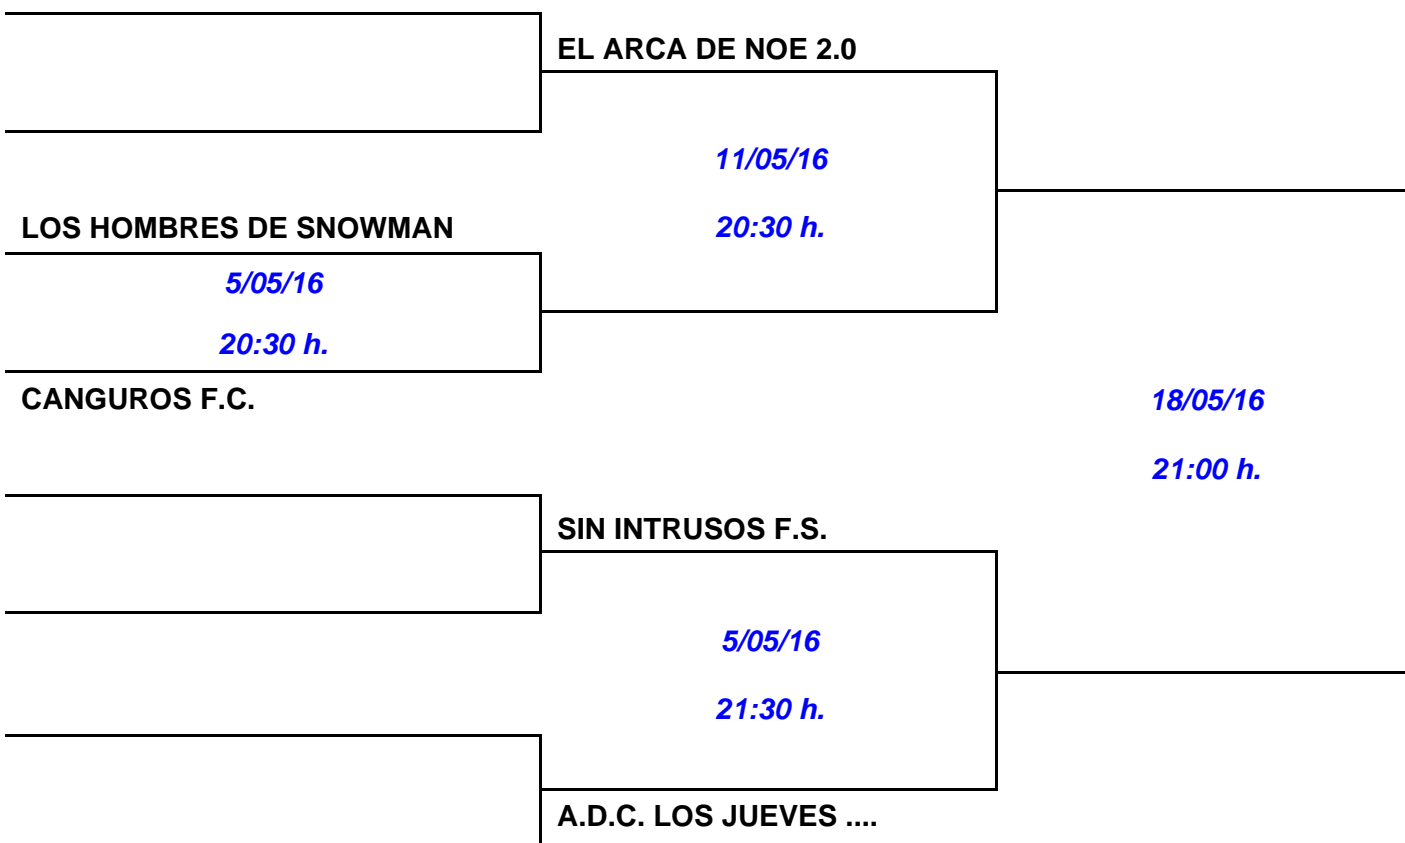 EL ARCA DE NOE 2.0
11/05/16
20:30 h.
LOS HOMBRES DE SNOWMAN
5/05/16
20:30 h.
CANGUROS F.C.
18/05/16
21:00 h.
SIN INTRUSOS F.S.
5/05/16
21:30 h.
A.D.C. LOS JUEVES ....